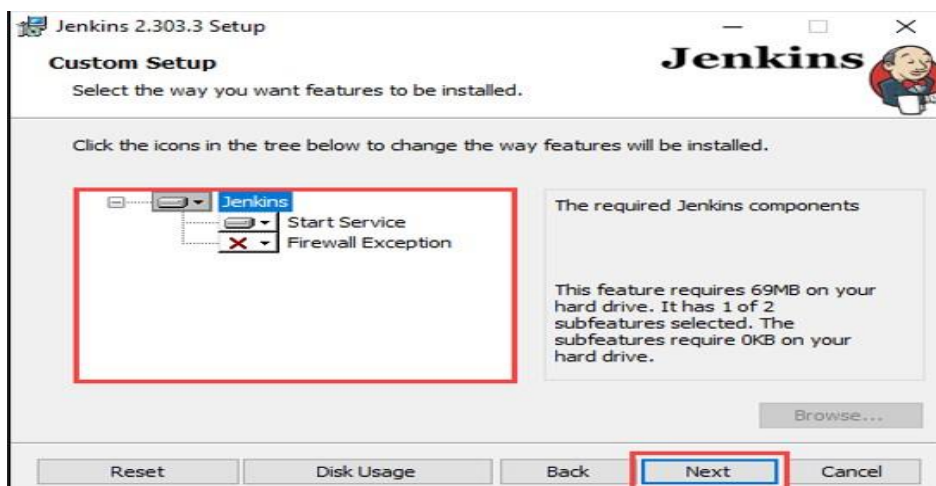 Jenkins 2.303.3 Setup
Custom Setup
Jenkins
Select the way you want features to be installed.
Click the icons in the tree below to change the way features will be installed.
Jenkins
Start Service
Firewall Exception
The required Jenkins components
This feature requires 69MB on your
hard drive. It has 1 of 2
subfeatures selected. The
subfeatures require 0KB on your
hard drive.
Browse...
Reset Disk Usage Back Next Cancel